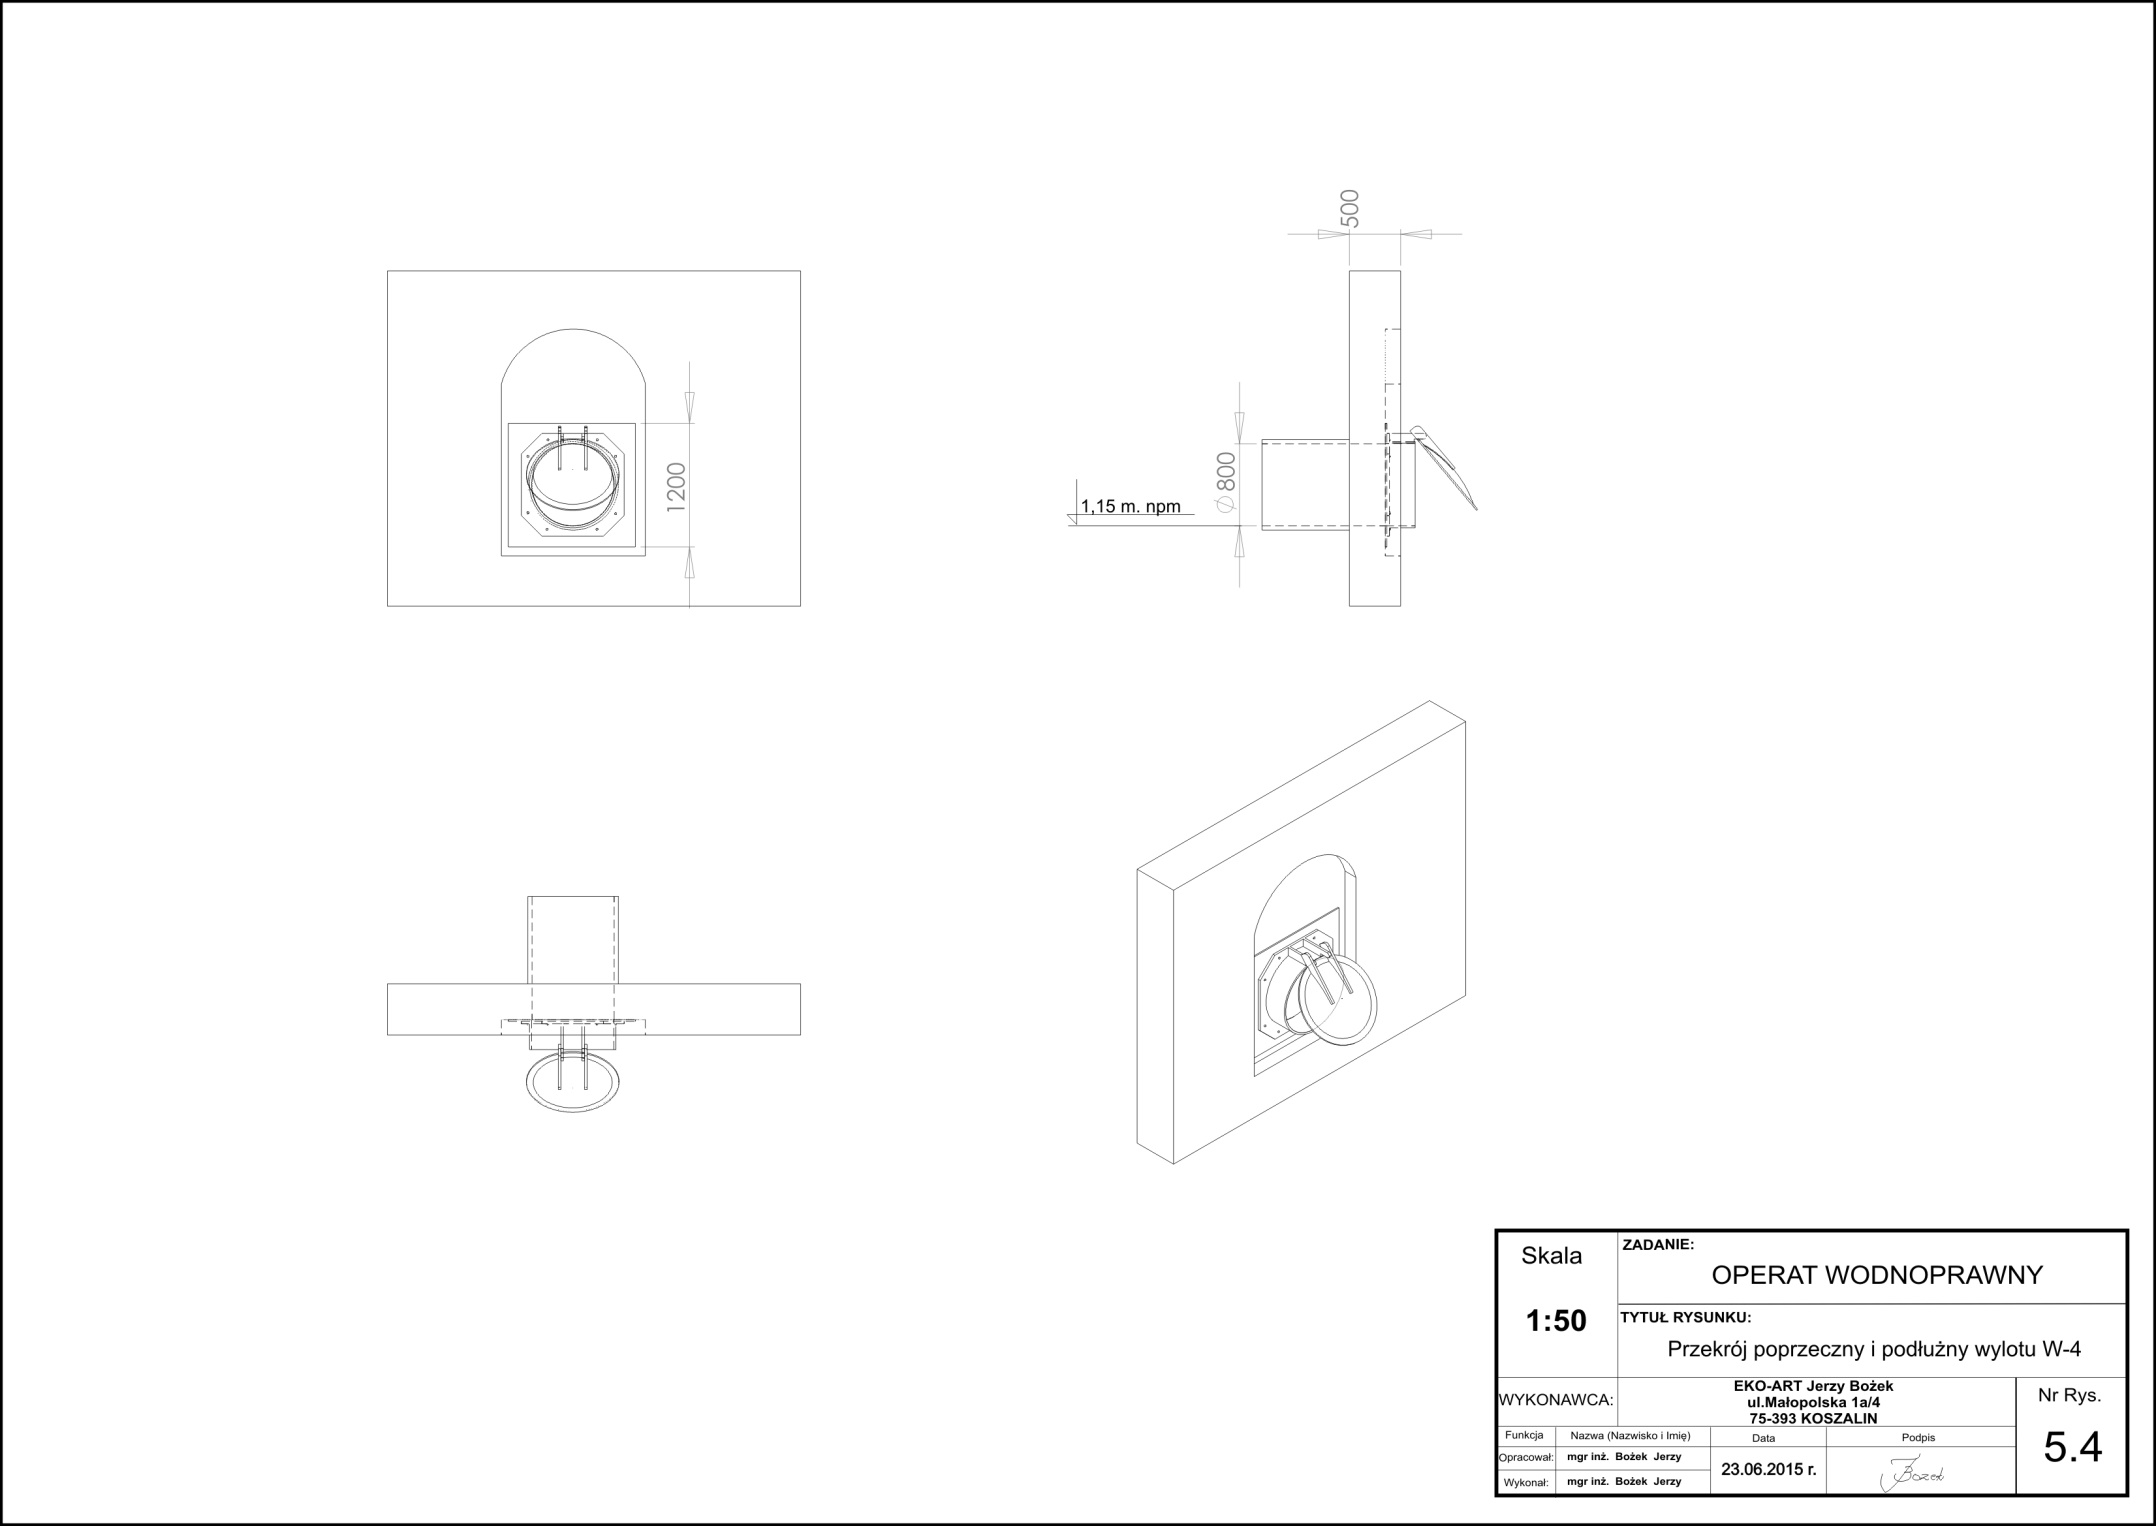 500
1200
Ø 800
1,15 m. npm
Skala
1:50
ZADANIE:
OPERAT WODNOPRAWNY
TYTUŁ RYSUNKU:
Przekrój poprzeczny i podłużny wylotu W-4
WYKONAWCA:
EKO-ART Jerzy Bożek
ul.Małopolska 1a/4
75-393 KOSZALIN
Nr Rys.
5.4
Funkcja
Nazwa (Nazwisko i Imię)
Data
Podpis
Opracował:
mgr inż. Bożek Jerzy
23.06.2015 r.
JBożek
Wykonał:
mgr inż. Bożek Jerzy